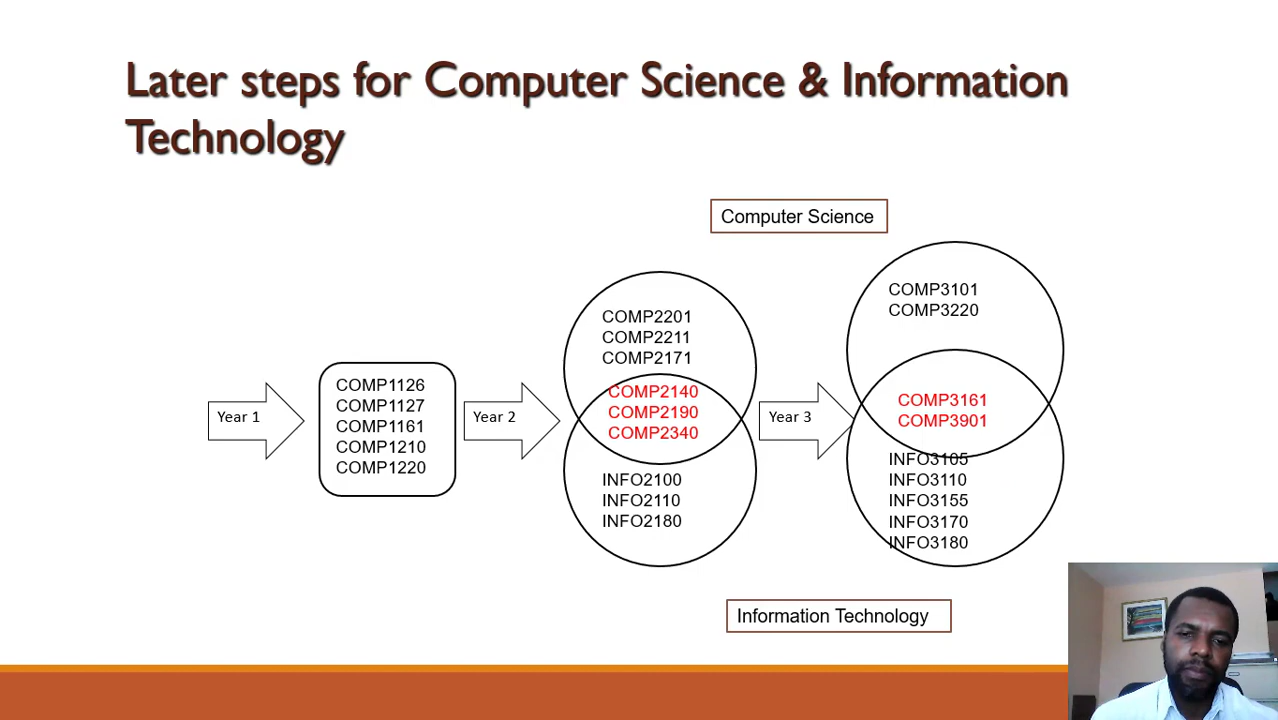 Later steps for Computer Science & Information
Technology
Computer Science
Year 1
COMP1126
COMP1127
COMP1161
COMP1210
COMP1220
Year 2
COMP2201
COMP2211
COMP2171
COMP2140
COMP2190
COMP2340
INFO2100
INFO2110
INFO2180
Year 3
COMP3101
COMP3220
COMP3161
COMP3901
INFO3105
INFO3110
INFO3155
INFO3170
INFO3180
Information Technology